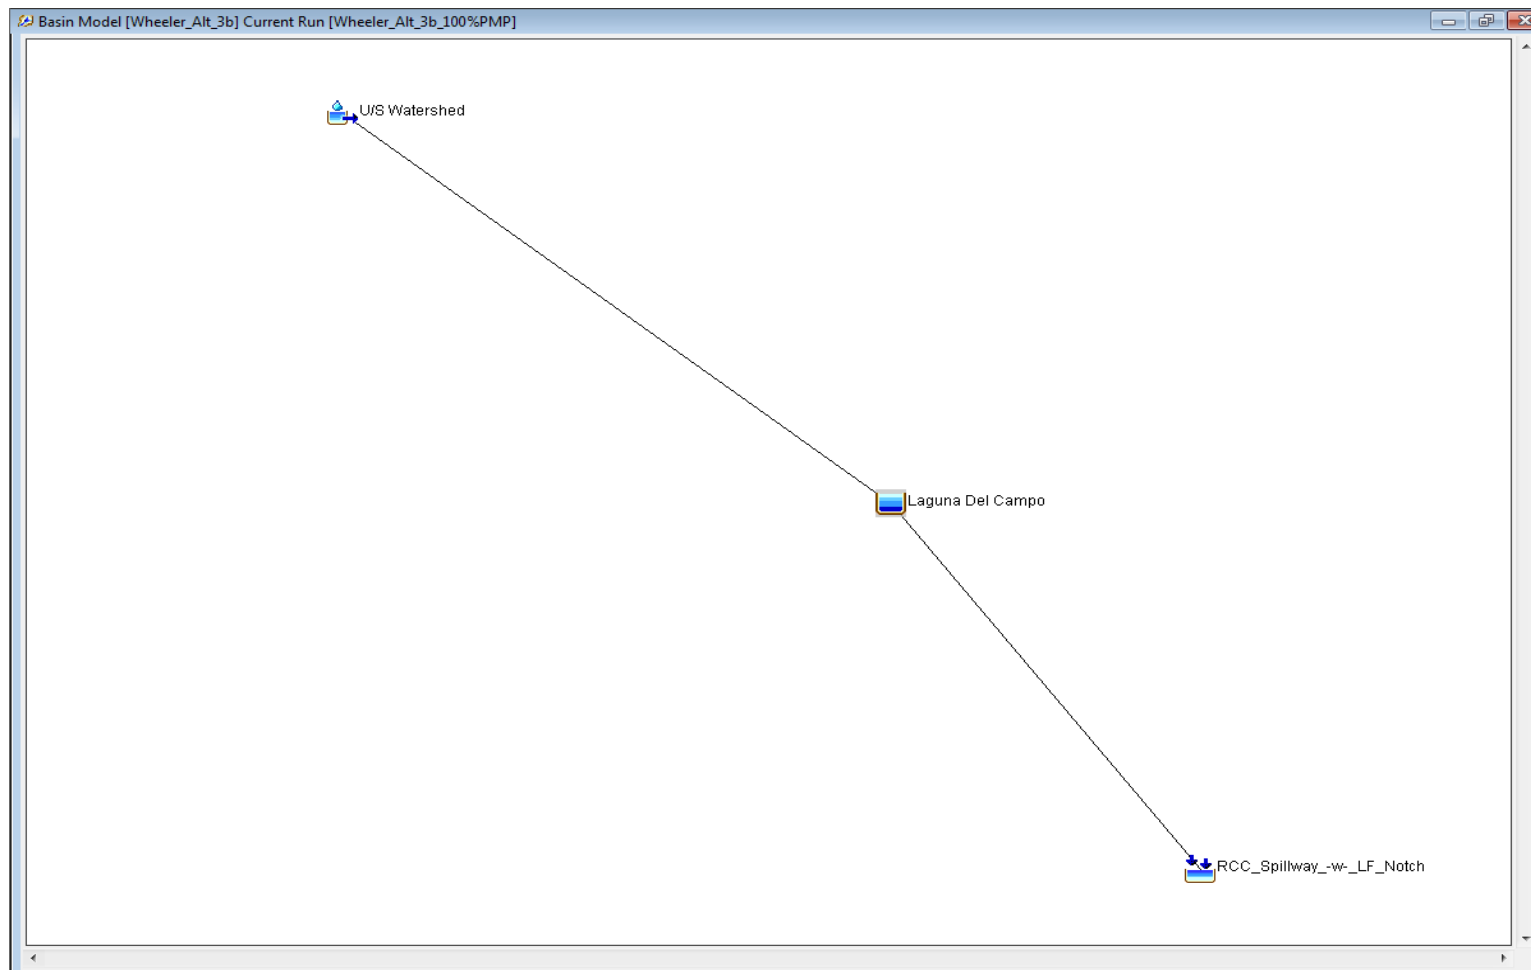 Basin Model [Wheeler_Alt_3b] Current Run [Wheeler_Alt_3b_100%PMP]
U/S Watershed
Laguna Del Campo
RCC_Spillway_-w-_LF_Notch